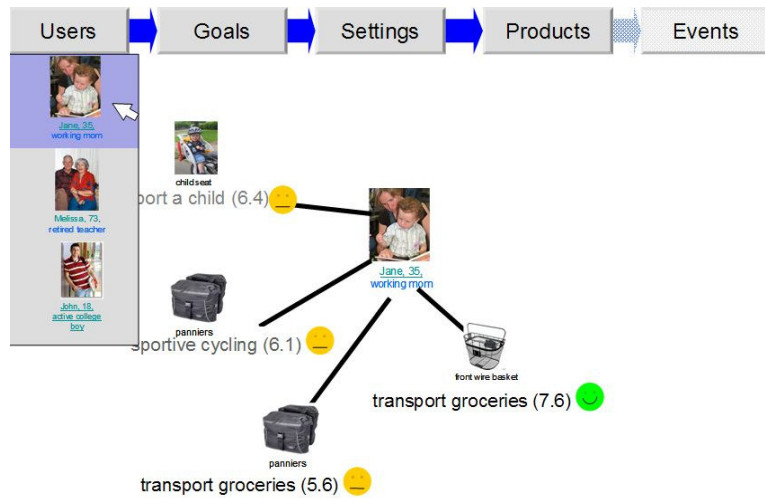 Users
Goals
Settings
Products
Events
Jane, 35,
working mom
Melissa, 73,
retired teacher
John, 18,
active college
boy
child seat
port a child (6.4)
Jane, 35,
working mom
panniers
sportive cycling (6.1)
front wire basket
transport groceries (7.6)
panniers
transport groceries (5.6)